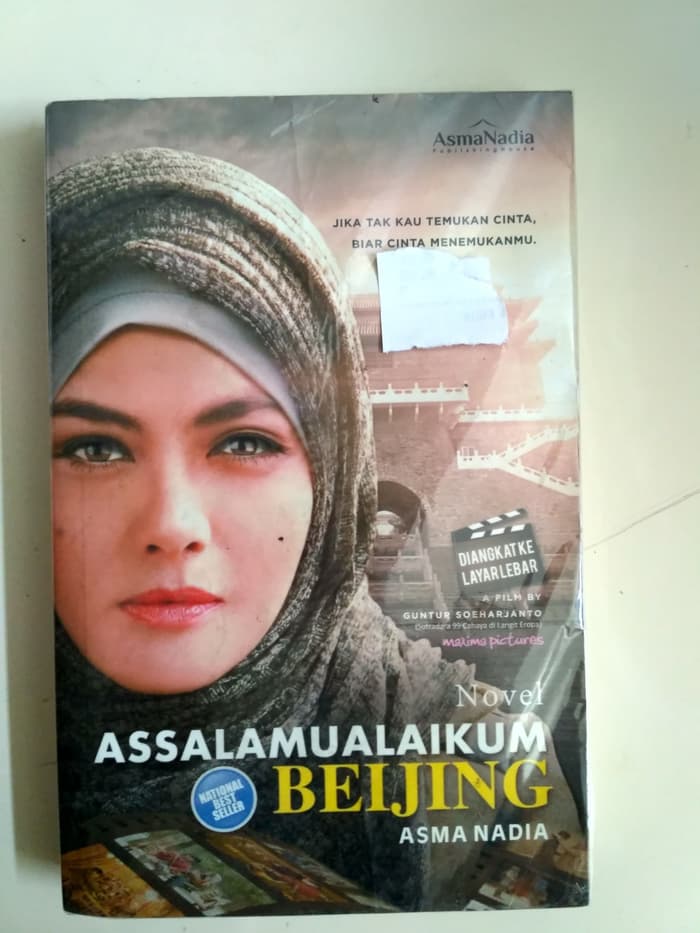 AsmaNadia
Publishing House
JIKA TAK KAU TEMUKAN CINTA,
BIAR CINTA MENEMUKANMU.
DIANGKAT KE
LAYAR LEBAR
A FILM BY
GUNTUR SOEHARJANTO
(Sutradara 99 Cahaya di Langit Eropa)
maxima pictures
Novel
ASSALAMUALAIKUM
BEIJING
NATIONAL
BEST
SELLER
ASMA NADIA